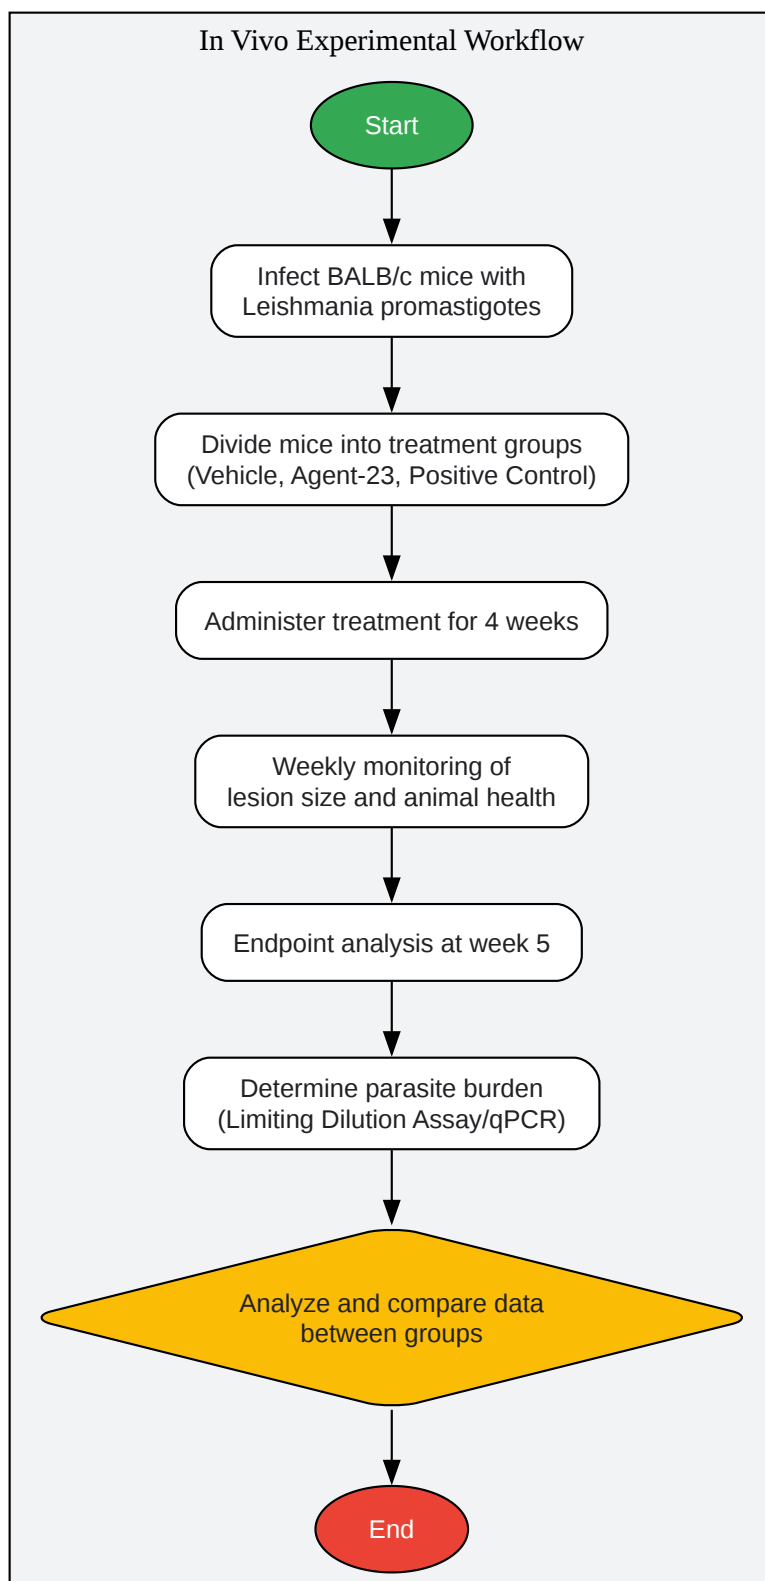 In Vivo Experimental Workflow
Start
Infect BALB/c mice with
Leishmania promastigotes
Divide mice into treatment groups
(Vehicle, Agent-23, Positive Control)
Administer treatment for 4 weeks
Weekly monitoring of
lesion size and animal health
Endpoint analysis at week 5
Determine parasite burden
(Limiting Dilution Assay/qPCR)
Analyze and compare data
between groups
End